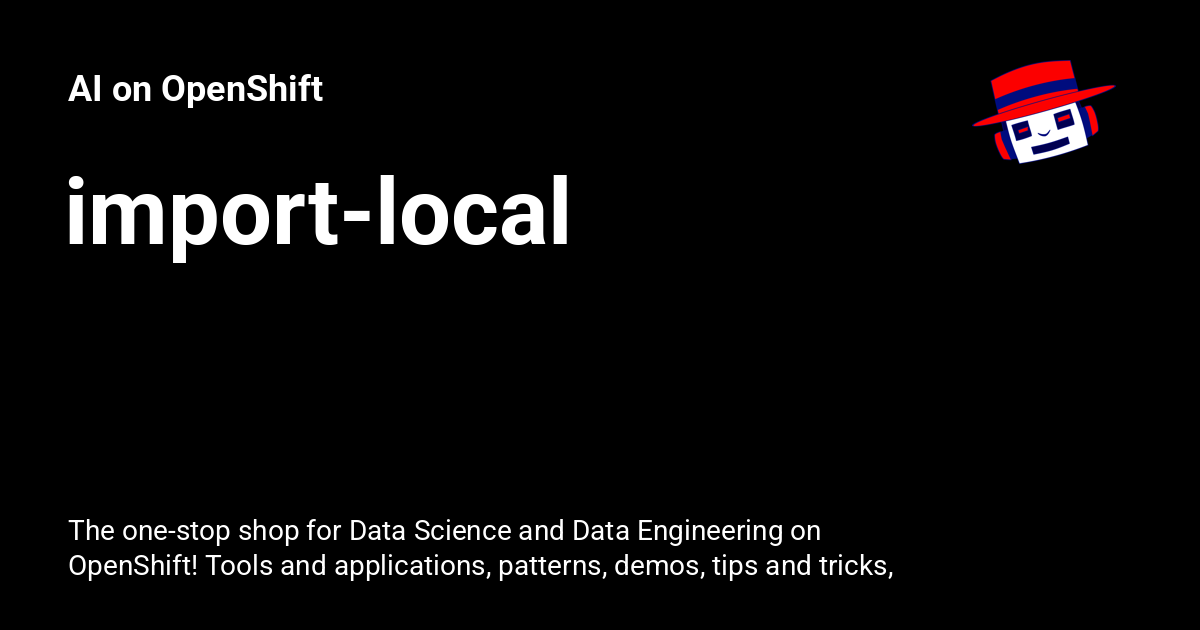 AI on OpenShift
import-local
The one-stop shop for Data Science and Data Engineering on
OpenShift! Tools and applications, patterns, demos, tips and tricks,